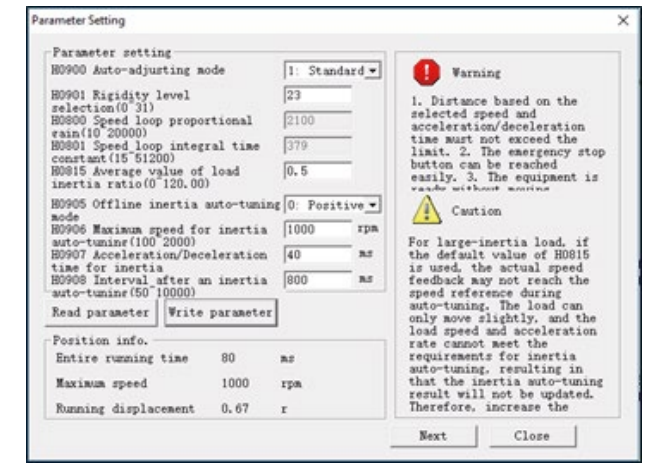 Parameter Setting
Parameter setting
H0900 Auto-adjusting mode
1: Standard
H0901 Rigidity level
selection(0~31)
23
H0800 Speed loop proportional
gain(10~20000)
2100
H0801 Speed loop integral time
constant(15~51200)
379
H0815 Average value of load
inertia ratio(0~120.00)
0.5
H0905 Offline inertia auto-tuning
mode
0: Positive
H0906 Maximum speed for inertia
auto-tuning(100~2000)
1000 rpm
H0907 Acceleration/Deceleration
time for inertia
40 ms
H0908 Interval after an inertia
auto-tuning(50~10000)
800 ms
Read parameter
Write parameter
Position info.
Entire running time 80 ms
Maximum speed 1000 rpm
Running displacement 0.67 r
Warning
1. Distance based on the
selected speed and
acceleration/deceleration
time must not exceed the
limit. 2. The emergency stop
button can be reached
easily. 3. The equipment is
ready without moving
Caution
For large-inertia load, if
the default value of H0815
is used, the actual speed
feedback may not reach the
speed reference during
auto-tuning. The load can
only move slightly, and the
load speed and acceleration
rate cannot meet the
requirements for inertia
auto-tuning, resulting in
that the inertia auto-tuning
result will not be updated.
Therefore, increase the
Next
Close